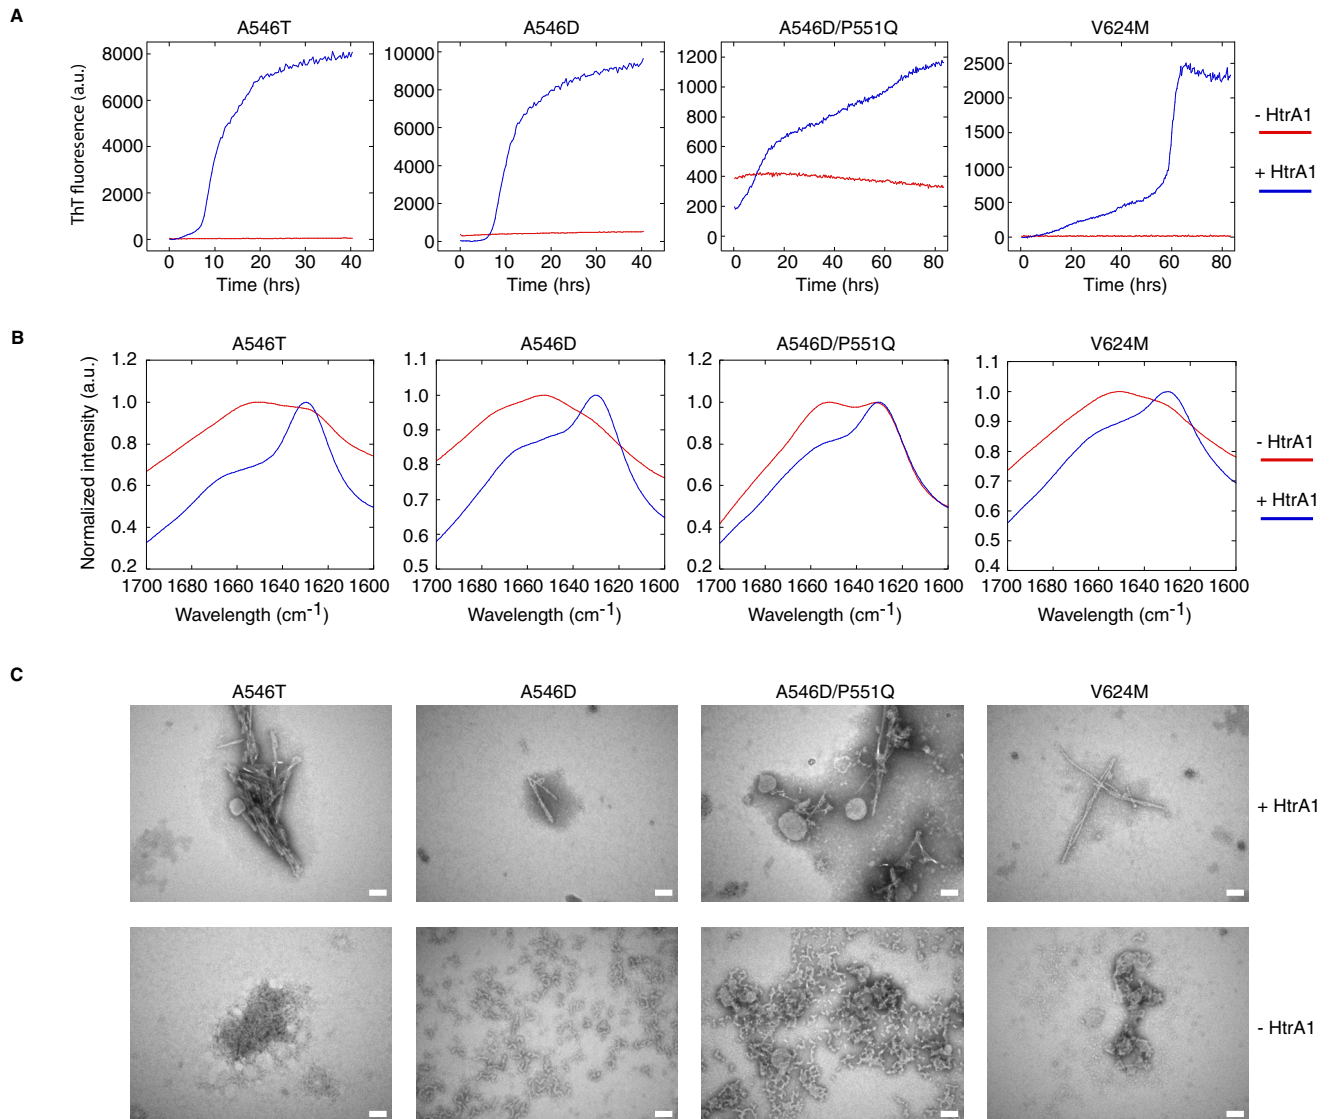 A
A546T A546D A546D/P551Q V624M
ThT fluoresence (a.u.)
8000 10000 1200 2500
6000 8000 1000 2000
4000 6000 800 1500
2000 4000 600 1000
0 2000 400 500
0 200 0
0
0 10 20 30 40 0 10 20 30 40 0 20 40 60 80 0 20 40 60 80
Time (hrs) Time (hrs) Time (hrs) Time (hrs)
- HtrA1
+ HtrA1
B
A546T A546D A546D/P551Q V624M
Normalized intensity (a.u.)
1.2 1.1 1.2 1.1
1.0 1.0 1.0 1.0
0.8 0.9 0.8 0.9
0.6 0.8 0.6 0.8
0.4 0.7 0.4 0.7
0.2 0.6 0.2 0.6
0.5 0.5
0.4
1700 1680 1660 1640 1620 1600 1700 1680 1660 1640 1620 1600 1700 1680 1660 1640 1620 1600 1700 1680 1660 1640 1620 1600
Wavelength (cm-1) Wavelength (cm-1) Wavelength (cm-1) Wavelength (cm-1)
- HtrA1
+ HtrA1
C
A546T A546D A546D/P551Q V624M
+ HtrA1
- HtrA1